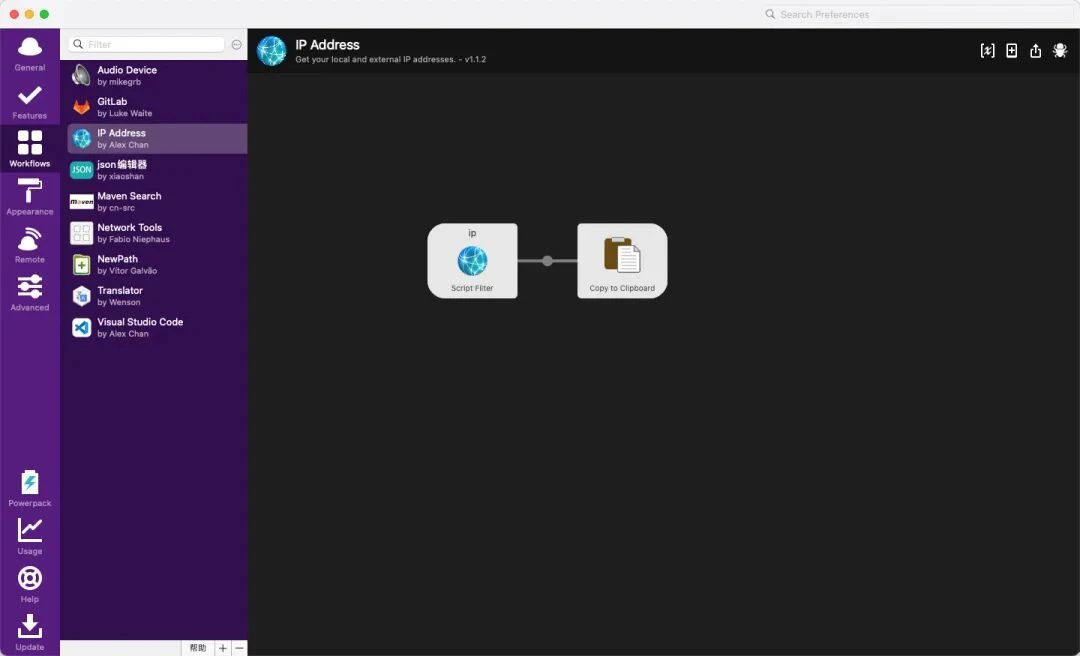 Search Preferences
General
Features
Workflows
Appearance
Remote
Advanced
Powerpack
Usage
Help
Update
Filter
Audio Device
by mikegrb
GitLab
by Luke Waite
IP Address
by Alex Chan
JSON
json编辑器
by xiaoshan
Maven
Maven Search
by cn-src
Network Tools
by Fabio Niephaus
NewPath
by Vítor Galvão
Translator
by Wenson
Visual Studio Code
by Alex Chan
帮助
IP Address
Get your local and external IP addresses. - v1.1.2
[x]
ip
Script Filter
Copy to Clipboard